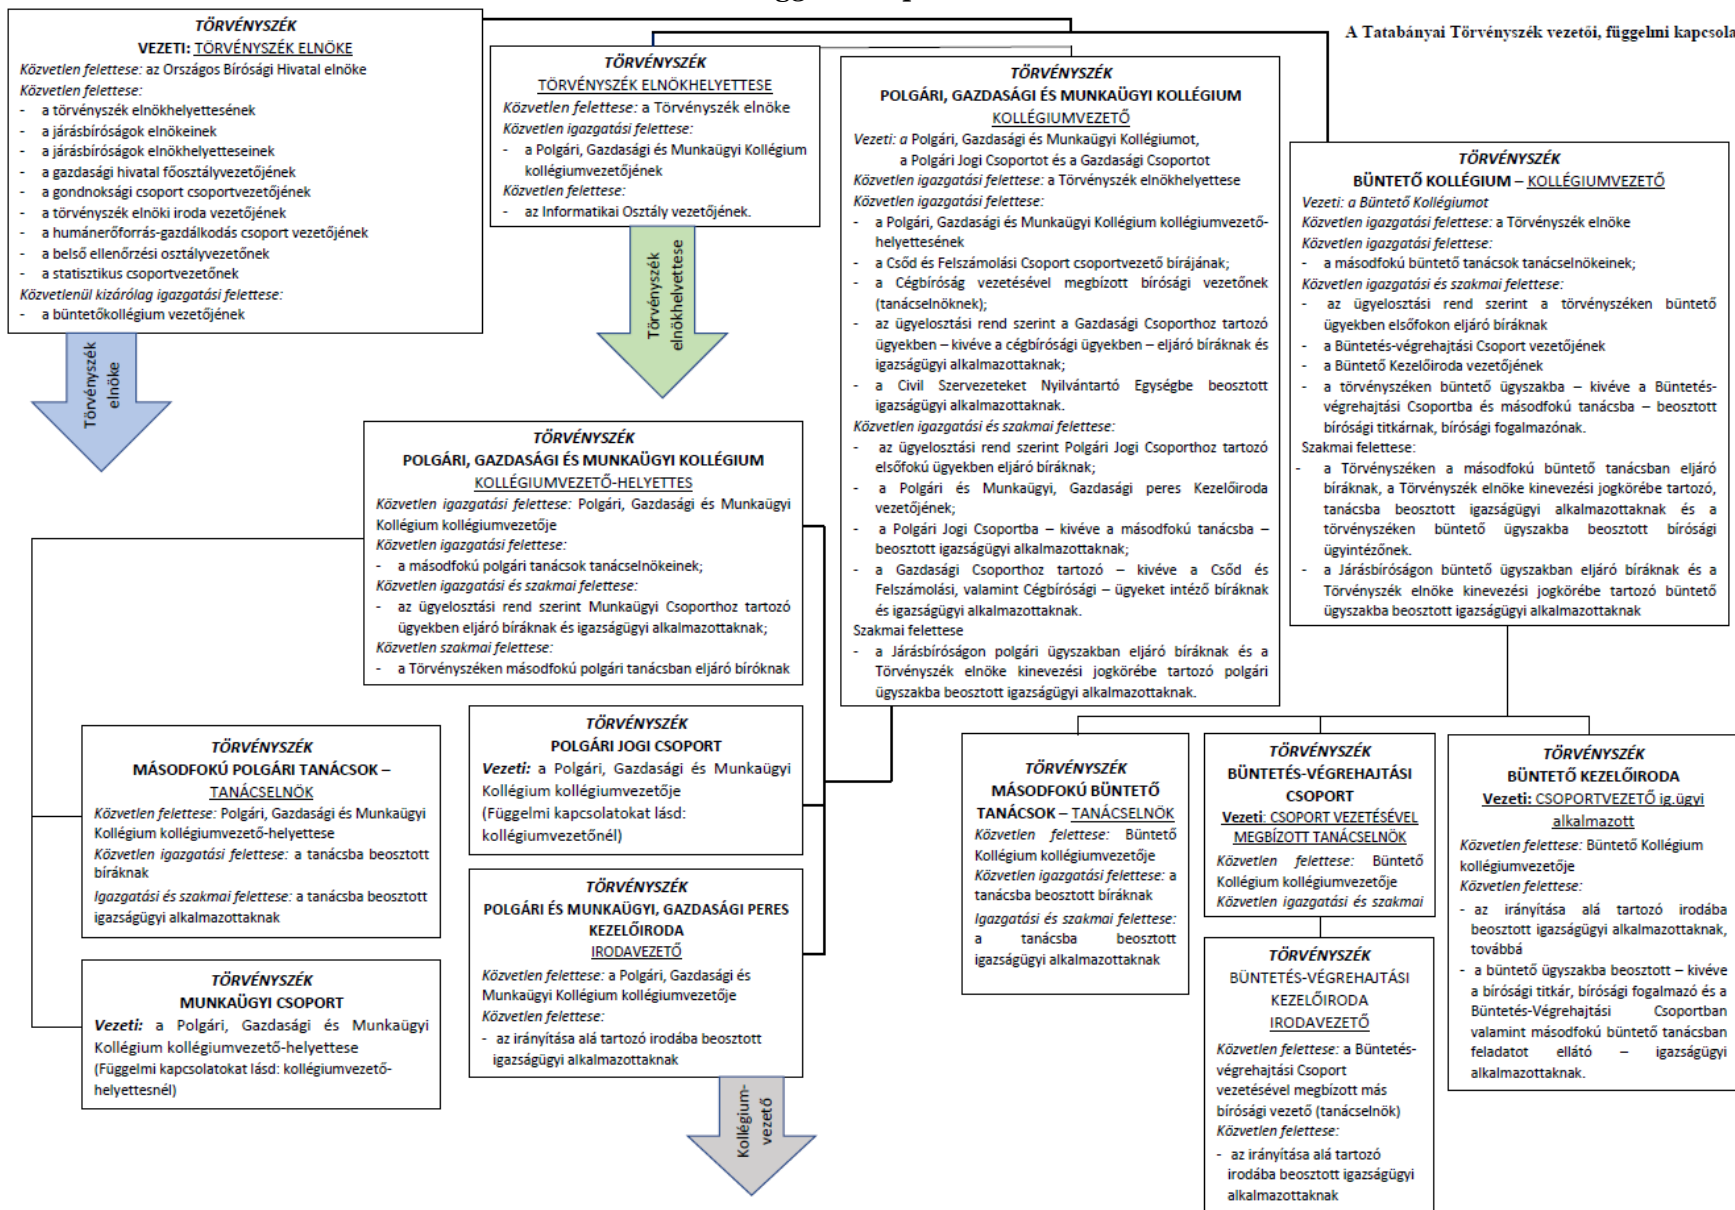 A Tatabányai Törvényszék vezetői, függelmi kapcsola
TÖRVÉNYSZÉK
VEZETI: TÖRVÉNYSZÉK ELNÖKE
Közvetlen felettese: az Országos Bírósági Hivatal elnöke
Közvetlen felettese:
- a törvényszék elnökhelyettesének
- a járásbíróságok elnökeinek
- a járásbíróságok elnökhelyetteseinek
- a gazdasági hivatal főosztályvezetőjének
- a gondnoksági csoport csoportvezetőjének
- a törvényszék elnöki iroda vezetőjének
- a humánerőforrás-gazdálkodás csoport vezetőjének
- a belső ellenőrzési osztályvezetőnek
- a statisztikus csoportvezetőnek
Közvetlenül kizárólag igazgatási felettese:
- a büntetőkollégium vezetőjének
Törvényszék
elnöke
TÖRVÉNYSZÉK
TÖRVÉNYSZÉK ELNÖKHELYETTESE
Közvetlen felettese: a Törvényszék elnöke
Közvetlen igazgatási felettese:
- a Polgári, Gazdasági és Munkaügyi Kollégium
kollégiumvezetőjének
Közvetlen felettese:
- az Informatikai Osztály vezetőjének.
Törvényszék
elnökhelyettese
TÖRVÉNYSZÉK
POLGÁRI, GAZDASÁGI ÉS MUNKAÜGYI KOLLÉGIUM
KOLLÉGIUMVEZETŐ
Vezeti: a Polgári, Gazdasági és Munkaügyi Kollégiumot,
a Polgári Jogi Csoportot és a Gazdasági Csoportot
Közvetlen igazgatási felettese: a Törvényszék elnökhelyettese
Közvetlen igazgatási felettese:
- a Polgári, Gazdasági és Munkaügyi Kollégium kollégiumvezető-
helyettesének
- a Csőd és Felszámolási Csoport csoportvezető bírájának;
- a Cégbíróság vezetésével megbízott bírósági vezetőnek
(tanácselnöknek);
- az ügyelosztási rend szerint a Gazdasági Csoporthoz tartozó
ügyekben – kivéve a cégbírósági ügyekben – eljáró bíráknak és
igazságügyi alkalmazottaknak;
- a Civil Szervezeteket Nyilvántartó Egységbe beosztott
igazságügyi alkalmazottaknak.
Közvetlen igazgatási és szakmai felettese:
- az ügyelosztási rend szerint Polgári Jogi Csoporthoz tartozó
elsőfokú ügyekben eljáró bíráknak;
- a Polgári és Munkaügyi, Gazdasági peres Kezelőiroda
vezetőjének;
- a Polgári Jogi Csoportba – kivéve a másodfokú tanácsba –
beosztott igazságügyi alkalmazottaknak;
- a Gazdasági Csoporthoz tartozó – kivéve a Csőd és
Felszámolási, valamint Cégbírósági – ügyeket intéző bíráknak
és igazságügyi alkalmazottaknak.
Szakmai felettese
- a Járásbíróságon polgári ügyszakban eljáró bíráknak és a
Törvényszék elnöke kinevezési jogkörébe tartozó polgári
ügyszakba beosztott igazságügyi alkalmazottaknak.
TÖRVÉNYSZÉK
BÜNTETŐ KOLLÉGIUM – KOLLÉGIUMVEZETŐ
Vezeti: a Büntető Kollégiumot
Közvetlen igazgatási felettese: a Törvényszék elnöke
Közvetlen igazgatási felettese:
- a másodfokú büntető tanácsok tanácselnökeinek;
Közvetlen igazgatási és szakmai felettese:
- az ügyelosztási rend szerint a törvényszéken büntető
ügyekben elsőfokon eljáró bíráknak
- a Büntetés-végrehajtási Csoport vezetőjének
- a Büntető Kezelőiroda vezetőjének
- a törvényszéken büntető ügyszakba – kivéve a Büntetés-
végrehajtási Csoportba és másodfokú tanácsba – beosztott
bírósági titkárnak, bírósági fogalmazónak.
Szakmai felettese:
- a Törvényszéken a másodfokú büntető tanácsban eljáró
bíráknak, a Törvényszék elnöke kinevezési jogkörébe tartozó,
tanácsba beosztott igazságügyi alkalmazottaknak és a
törvényszéken büntető ügyszakba beosztott bírósági
ügyintézőnek.
- a Járásbíróságon büntető ügyszakban eljáró bíráknak és a
Törvényszék elnöke kinevezési jogkörébe tartozó büntető
ügyszakba beosztott igazságügyi alkalmazottaknak
TÖRVÉNYSZÉK
POLGÁRI, GAZDASÁGI ÉS MUNKAÜGYI KOLLÉGIUM
KOLLÉGIUMVEZETŐ-HELYETTES
Közvetlen igazgatási felettese: Polgári, Gazdasági és Munkaügyi
Kollégium kollégiumvezetője
Közvetlen igazgatási felettese:
- a másodfokú polgári tanácsok tanácselnökeinek;
Közvetlen igazgatási és szakmai felettese:
- az ügyelosztási rend szerint Munkaügyi Csoporthoz tartozó
ügyekben eljáró bíráknak és igazságügyi alkalmazottaknak;
Közvetlen szakmai felettese:
- a Törvényszéken másodfokú polgári tanácsban eljáró bíróknak
TÖRVÉNYSZÉK
MÁSODFOKÚ POLGÁRI TANÁCSOK –
TANÁCSELNÖK
Közvetlen felettese: Polgári, Gazdasági és Munkaügyi
Kollégium kollégiumvezető-helyettese
Közvetlen igazgatási felettese: a tanácsba beosztott
bíráknak
Igazgatási és szakmai felettese: a tanácsba beosztott
igazságügyi alkalmazottaknak
TÖRVÉNYSZÉK
MUNKAÜGYI CSOPORT
Vezeti: a Polgári, Gazdasági és Munkaügyi
Kollégium kollégiumvezető-helyettese
(Függelmi kapcsolatokat lásd: kollégiumvezető-
helyettesnél)
TÖRVÉNYSZÉK
POLGÁRI JOGI CSOPORT
Vezeti: a Polgári, Gazdasági és Munkaügyi
Kollégium kollégiumvezetője
(Függelmi kapcsolatokat lásd:
kollégiumvezetőnél)
TÖRVÉNYSZÉK
POLGÁRI ÉS MUNKAÜGYI, GAZDASÁGI PERES
KEZELŐIRODA
IRODAVEZETŐ
Közvetlen felettese: a Polgári, Gazdasági és
Munkaügyi Kollégium kollégiumvezetője
Közvetlen felettese:
- az irányítása alá tartozó irodába beosztott
igazságügyi alkalmazottaknak
Kollégium-
vezető
TÖRVÉNYSZÉK
MÁSODFOKÚ BÜNTETŐ
TANÁCSOK – TANÁCSELNÖK
Közvetlen felettese: Büntető
Kollégium kollégiumvezetője
Közvetlen igazgatási felettese: a
tanácsba beosztott bíráknak
Igazgatási és szakmai felettese:
a tanácsba beosztott
igazságügyi alkalmazottaknak
TÖRVÉNYSZÉK
BÜNTETÉS-VÉGREHAJTÁSI
CSOPORT
Vezeti: CSOPORT VEZETÉSÉVEL
MEGBÍZOTT TANÁCSELNÖK
Közvetlen felettese: Büntető
Kollégium kollégiumvezetője
Közvetlen igazgatási és szakmai
TÖRVÉNYSZÉK
BÜNTETÉS-VÉGREHAJTÁSI
KEZELŐIRODA
IRODAVEZETŐ
Közvetlen felettese: a Büntetés-
végrehajtási Csoport
vezetésével megbízott más
bírósági vezető (tanácselnök)
Közvetlen felettese:
- az irányítása alá tartozó
irodába beosztott igazságügyi
alkalmazottaknak
TÖRVÉNYSZÉK
BÜNTETŐ KEZELŐIRODA
Vezeti: CSOPORTVEZETŐ ig.ügyi
alkalmazott
Közvetlen felettese: Büntető Kollégium
kollégiumvezetője
Közvetlen felettese:
- az irányítása alá tartozó irodába
beosztott igazságügyi alkalmazottaknak,
továbbá
- a büntető ügyszakba beosztott – kivéve
a bírósági titkár, bírósági fogalmazó és a
Büntetés-Végrehajtási Csoportban
valamint másodfokú büntető tanácsban
feladatot ellátó – igazságügyi
alkalmazottaknak.